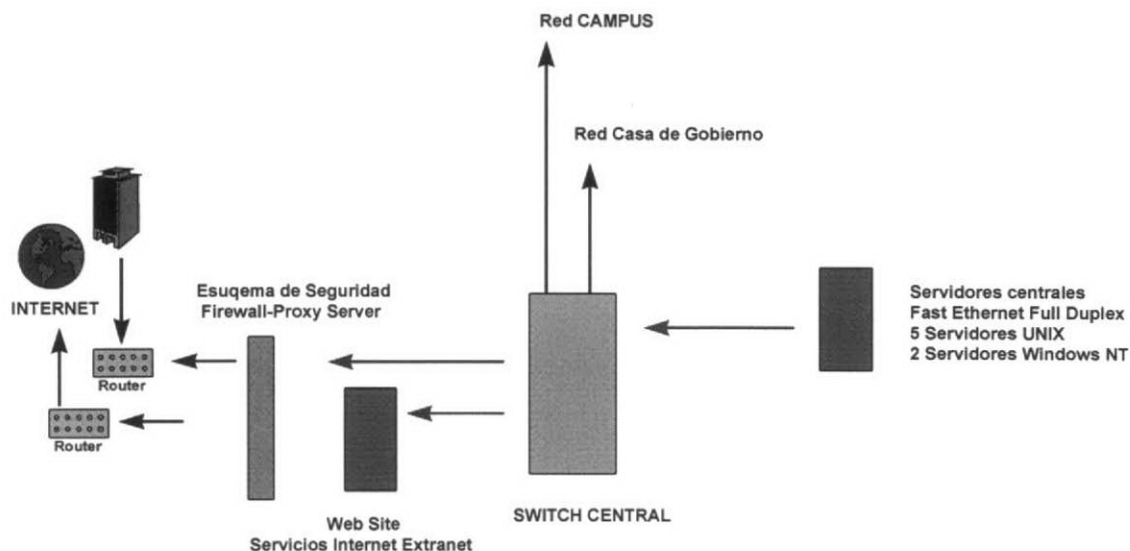 Red CAMPUS
Red Casa de Gobierno
INTERNET
Esuqema de Seguridad
Firewall-Proxy Server
Servidores centrales
Fast Ethernet Full Duplex
5 Servidores UNIX
2 Servidores Windows NT
Router
Router
Web Site
Servicios Internet Extranet
SWITCH CENTRAL